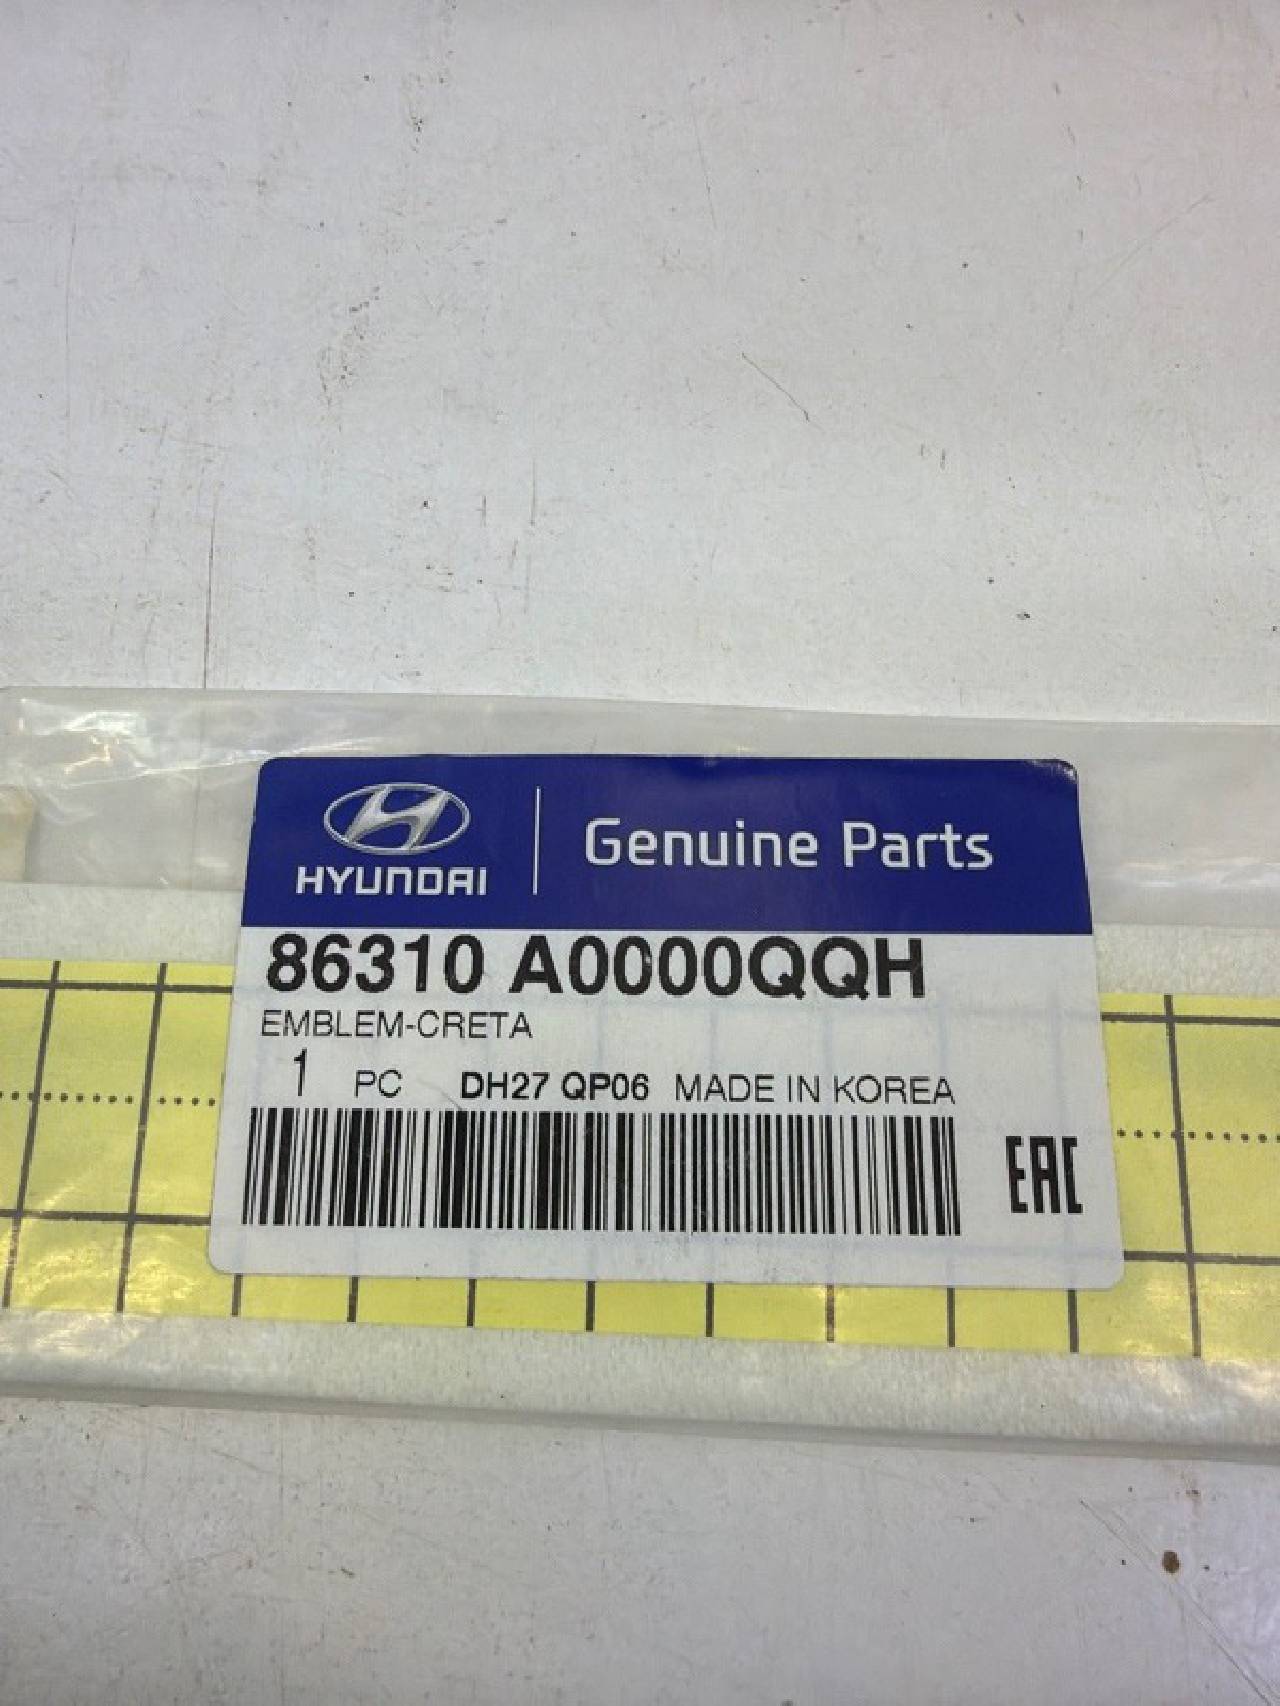 HYUNDAI
Genuine Parts
86310 A0000QQH
EMBLEM-CRETA
1 PC DH27 QP06 MADE IN KOREA
EAC